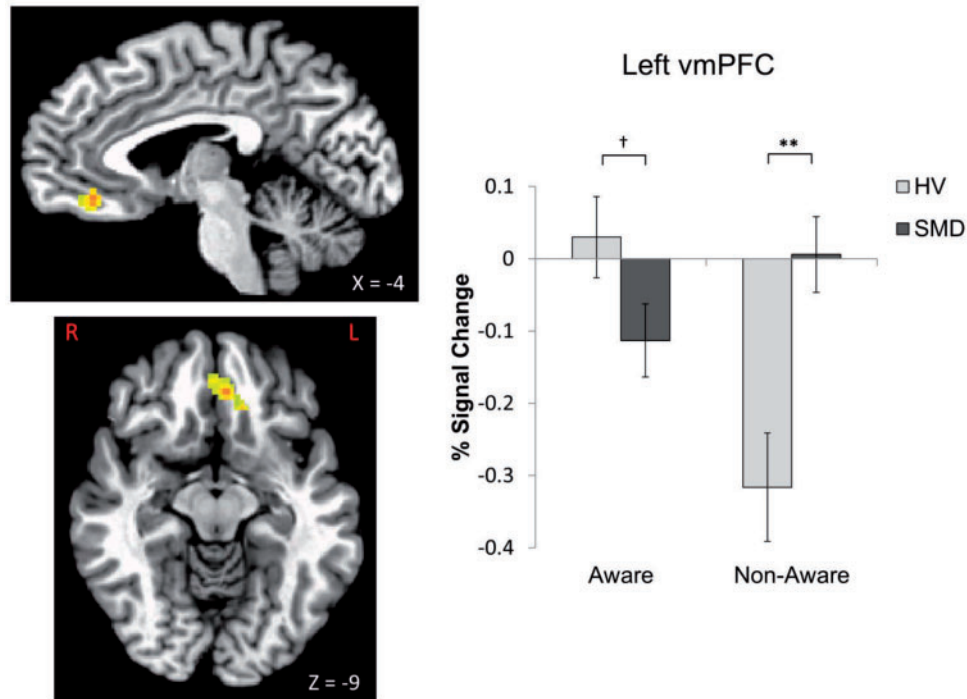 X = -4
R L
Z = -9
Left vmPFC
† **
HV
SMD
0.1
0
-0.1
-0.2
-0.3
-0.4
% Signal Change
Aware Non-Aware